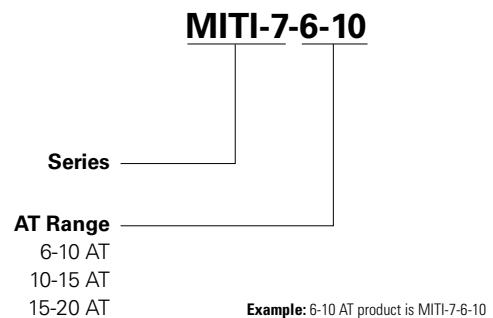 MITI-7-6-10
Series
AT Range
6-10 AT
10-15 AT
15-20 AT
Example: 6-10 AT product is MITI-7-6-10